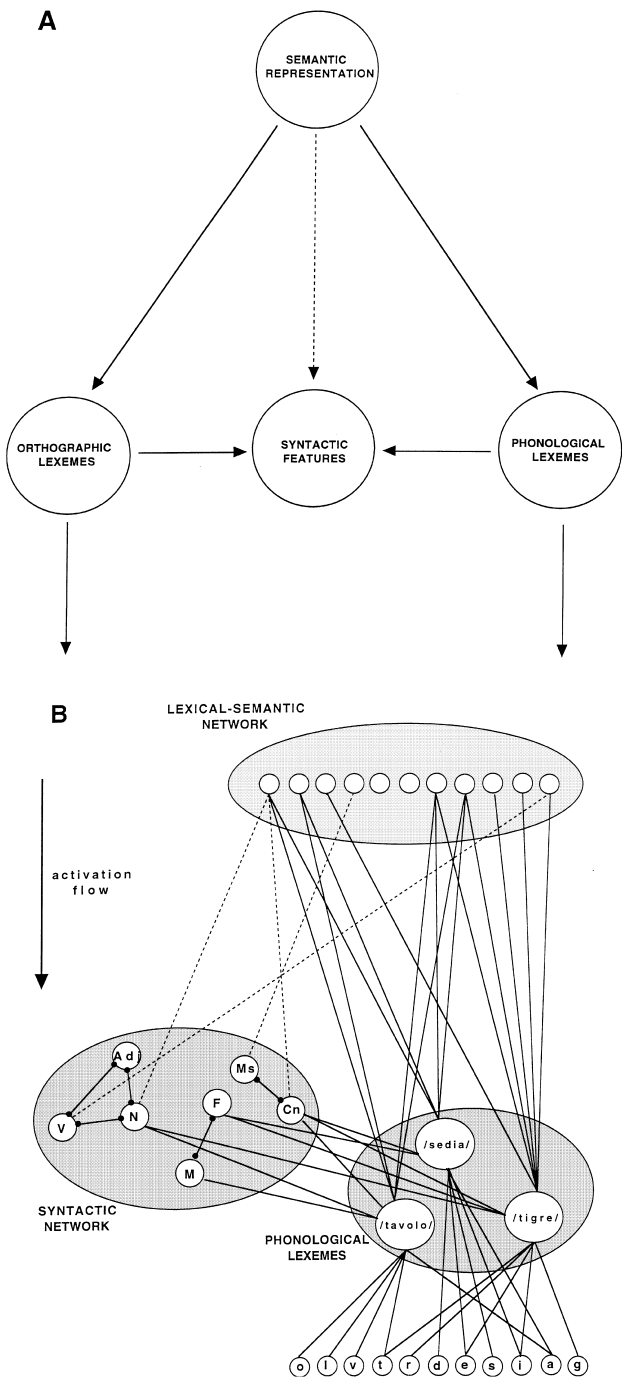 A
SEMANTIC
REPRESENTATION
ORTHOGRAPHIC
LEXEMES
SYNTACTIC
FEATURES
PHONOLOGICAL
LEXEMES
B
LEXICAL-SEMANTIC
NETWORK
activation
flow
Adj
V
N
F
M
Ms
Cn
SYNTACTIC
NETWORK
/sedia/
/tavolo/
/tigre/
PHONOLOGICAL
LEXEMES
o l v t r d e s i a g